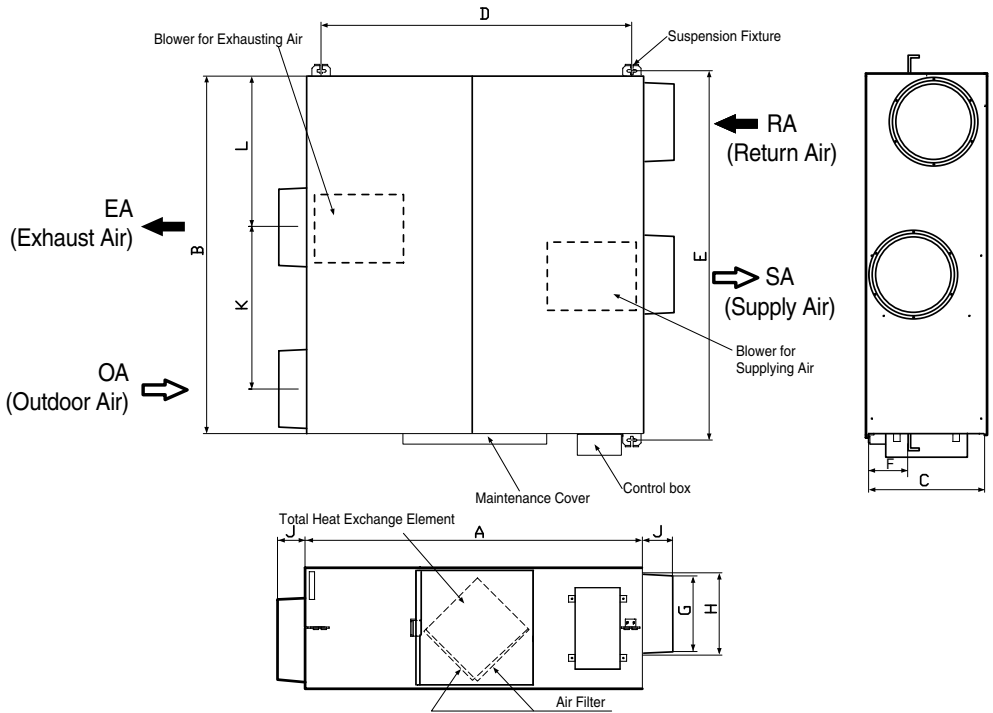 D
Blower for Exhausting Air
Suspension Fixture
L
RA
(Return Air)
EA
(Exhaust Air)
B
E
SA
(Supply Air)
K
Blower for
Supplying Air
OA
(Outdoor Air)
F
C
Maintenance Cover
Control box
Total Heat Exchange Element
J
A
J
G
H
Air Filter